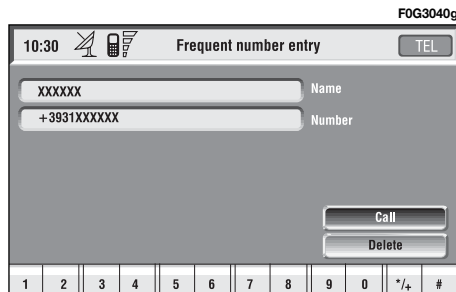 F0G3040g
10:30 Frequent number entry TEL
XXXXXX Name
+3931XXXXXX Number
Call
Delete
1 2 3 4 5 6 7 8 9 0 */+ #